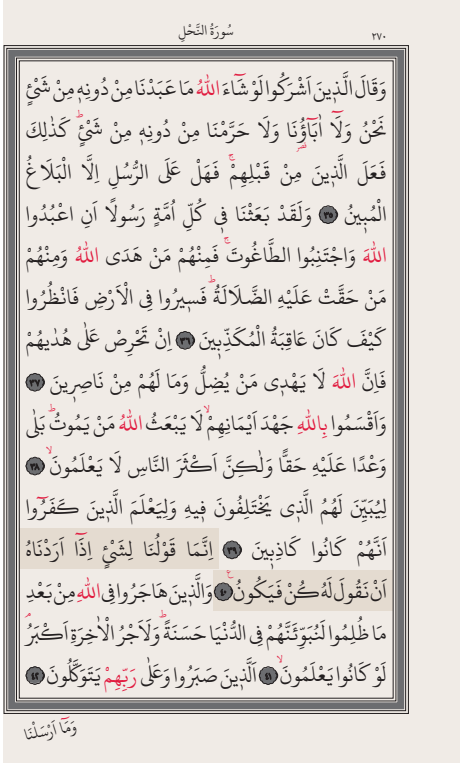 سُورَةُ النَّحْلِ
٢٧٠
وَقَالَ الَّذٖينَ اَشْرَكُوا لَوْ شَٓاءَ اللّٰهُ مَا عَبَدْنَا مِنْ دُونِهٖ مِنْ شَيْءٍ
نَحْنُ وَلَٓا اٰبَٓاؤُ۬نَا وَلَا حَرَّمْنَا مِنْ دُونِهٖ مِنْ شَيْءٍؕ كَذٰلِكَ
فَعَلَ الَّذٖينَ مِنْ قَبْلِهِمْۚ فَهَلْ عَلَى الرُّسُلِ اِلَّا الْبَلَاغُ
الْمُبٖينُ ﴿٣٥﴾ وَلَقَدْ بَعَثْنَا فٖي كُلِّ اُمَّةٍ رَسُولًا اَنِ اعْبُدُوا
اللّٰهَ وَاجْتَنِبُوا الطَّاغُوتَۚ فَمِنْهُمْ مَنْ هَدَى اللّٰهُ وَمِنْهُمْ
مَنْ حَقَّتْ عَلَيْهِ الضَّلَالَةُؕ فَسٖيرُوا فِي الْاَرْضِ فَانْظُرُوا
كَيْفَ كَانَ عَاقِبَةُ الْمُكَذِّبٖينَ ﴿٣٦﴾ اِنْ تَحْرِصْ عَلٰى هُدٰيهُمْ
فَاِنَّ اللّٰهَ لَا يَهْدٖي مَنْ يُضِلُّ وَمَا لَهُمْ مِنْ نَاصِرٖينَ ﴿٣٧﴾
وَاَقْسَمُوا بِاللّٰهِ جَهْدَ اَيْمَانِهِمْۙ لَا يَبْعَثُ اللّٰهُ مَنْ يَمُوتُؕ بَلٰى
وَعْدًا عَلَيْهِ حَقًّا وَلٰكِنَّ اَكْثَرَ النَّاسِ لَا يَعْلَمُونَۙ ﴿٣٨﴾
لِيُبَيِّنَ لَهُمُ الَّذٖي يَخْتَلِفُونَ فٖيهِ وَلِيَعْلَمَ الَّذٖينَ كَفَرُٓوا
اَنَّهُمْ كَانُوا كَاذِبٖينَ ﴿٣٩﴾ اِنَّمَا قَوْلُنَا لِشَيْءٍ اِذَٓا اَرَدْنَاهُ
اَنْ نَقُولَ لَهُ كُنْ فَيَكُونُۚ ﴿٤٠﴾ وَالَّذٖينَ هَاجَرُوا فِي اللّٰهِ مِنْ بَعْدِ
مَا ظُلِمُوا لَنُبَوِّئَنَّهُمْ فِي الدُّنْيَا حَسَنَةًؕ وَلَاَجْرُ الْاٰخِرَةِ اَكْبَرُۢ
لَوْ كَانُوا يَعْلَمُونَۙ ﴿٤١﴾ اَلَّذٖينَ صَبَرُوا وَعَلٰى رَبِّهِمْ يَتَوَكَّلُونَ ﴿٤٢﴾
وَمَٓا اَرْسَلْنَا